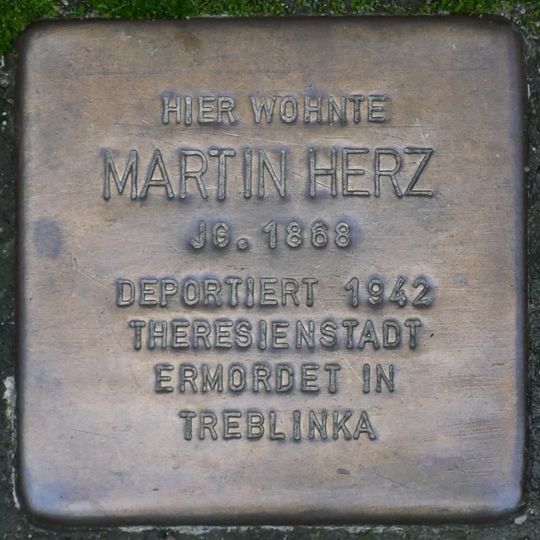 HIER WOHNTE
MARTIN HERZ
JG. 1868
DEPORTIERT 1942
THERESIENSTADT
ERMORDET IN
TREBLINKA